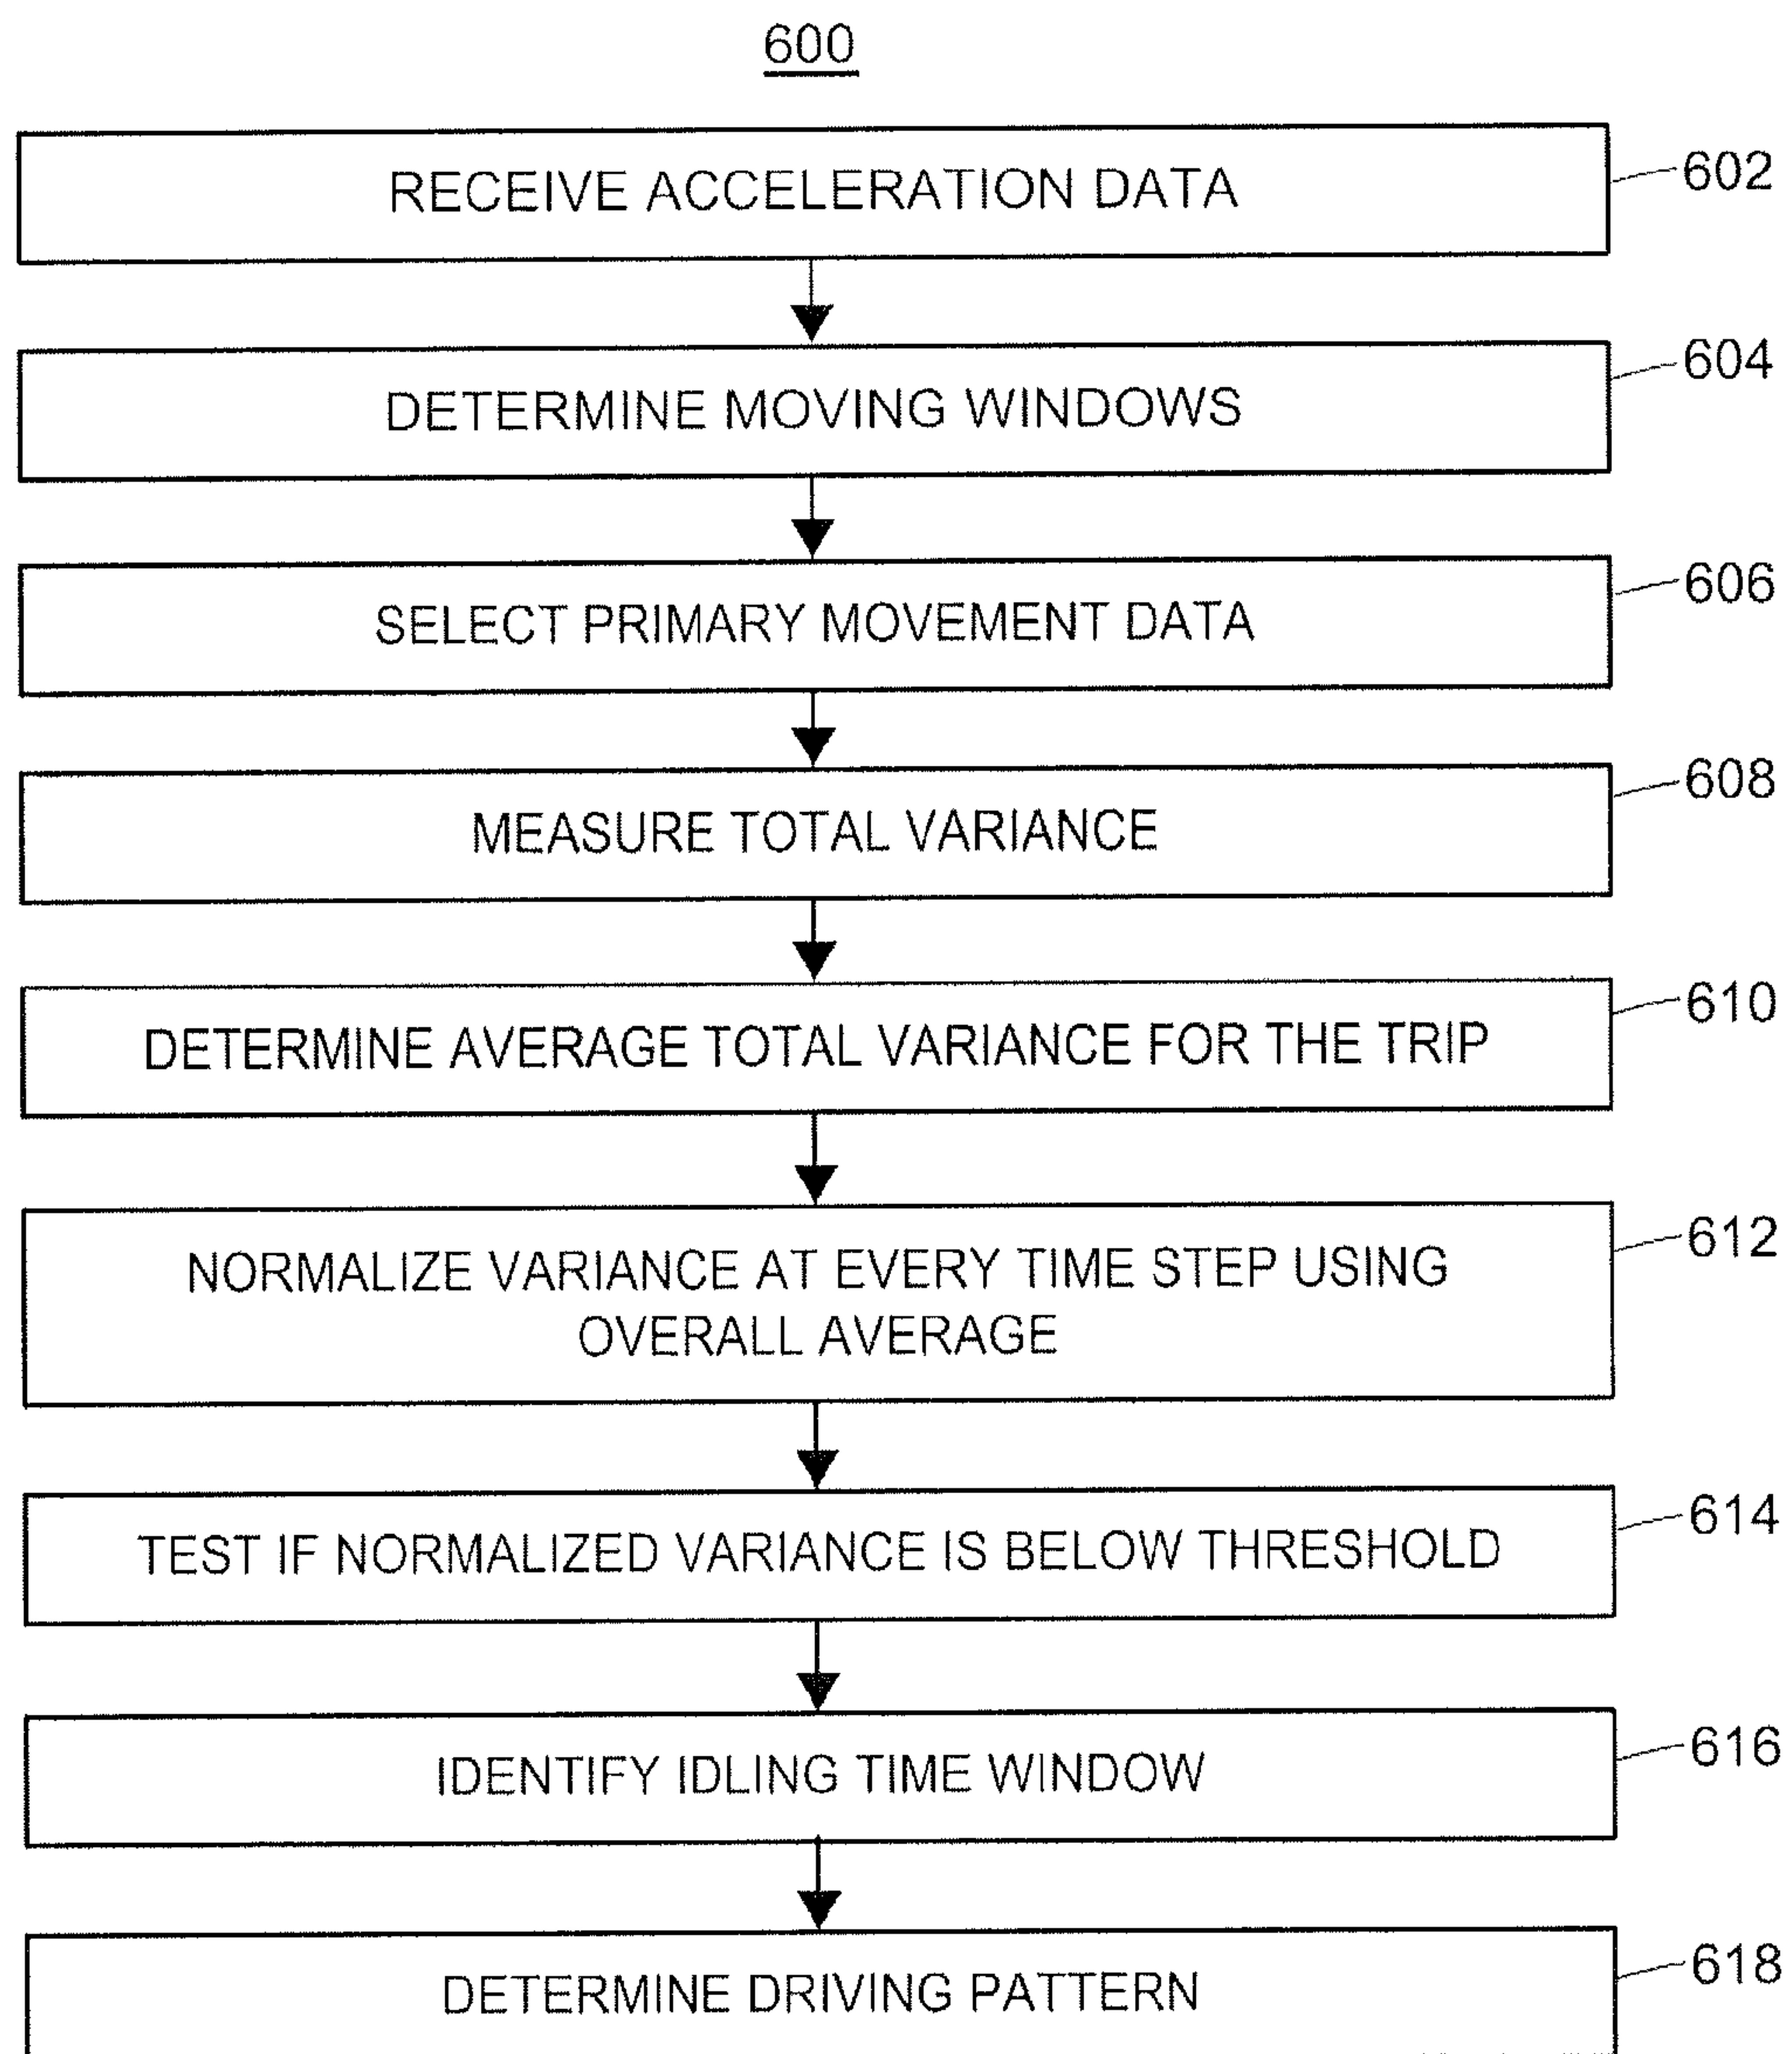 600
RECEIVE ACCELERATION DATA
602
DETERMINE MOVING WINDOWS
604
SELECT PRIMARY MOVEMENT DATA
606
MEASURE TOTAL VARIANCE
608
DETERMINE AVERAGE TOTAL VARIANCE FOR THE TRIP
610
NORMALIZE VARIANCE AT EVERY TIME STEP USING
OVERALL AVERAGE
612
TEST IF NORMALIZED VARIANCE IS BELOW THRESHOLD
614
IDENTIFY IDLING TIME WINDOW
616
DETERMINE DRIVING PATTERN
618